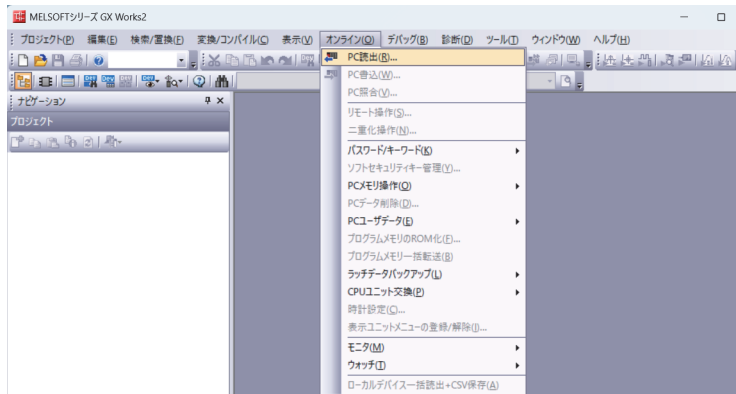 MELSOFTシリーズ GX Works2
プロジェクト(P) 編集(E) 検索/置換(F) 変換/コンパイル(C) 表示(V) オンライン(O) デバッグ(B) 診断(D) ツール(T) ウィンドウ(W) ヘルプ(H)
PC読出(R)...
PC書込(W)...
PC照合(V)...
リモート操作(S)...
二重化操作(N)...
パスワード/キーワード(K)
ソフトセキュリティキー管理(Y)...
PCメモリ操作(O)
PCデータ削除(D)...
PCユーザデータ(E)
プログラムメモリのROM化(F)...
プログラムメモリ一括転送(B)
ラッチデータバックアップ(L)
CPUユニット交換(P)
時計設定(C)...
表示ユニットメニューの登録/解除(I)...
モニタ(M)
ウォッチ(T)
ローカルデバイス一括読出+CSV保存(A)
ナビゲーション
プロジェクト